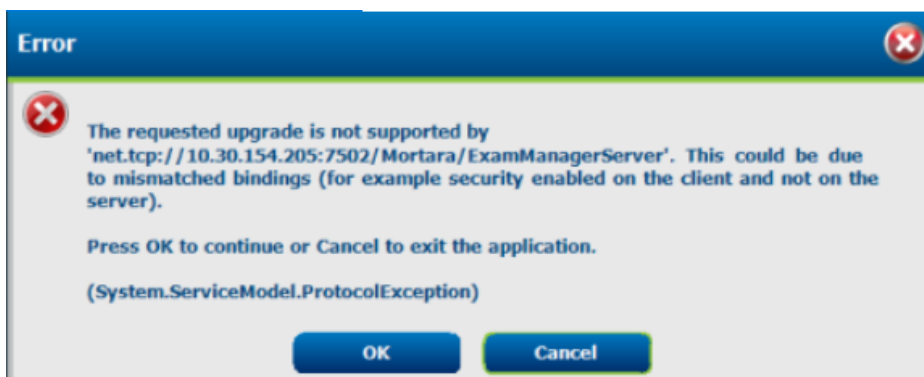 Error
The requested upgrade is not supported by
'net.tcp://10.30.154.205:7502/Mortara/ExamManagerServer'. This could be due
to mismatched bindings (for example security enabled on the client and not on the
server).
Press OK to continue or Cancel to exit the application.
(System.ServiceModel.ProtocolException)
OK
Cancel